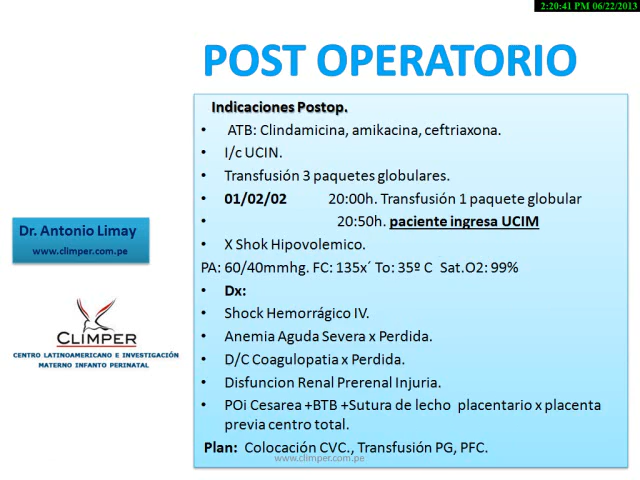 2:20:41 PM 06/22/2013
POST OPERATORIO
Indicaciones Postop.
• ATB: Clindamicina, amikacina, ceftriaxona.
• I/c UCIN.
• Transfusión 3 paquetes globulares.
• 01/02/02 20:00h. Transfusión 1 paquete globular
• 20:50h. paciente ingresa UCIM
• X Shok Hipovolemico.
PA: 60/40mmhg. FC: 135x´ To: 35º C Sat.O2: 99%
• Dx:
• Shock Hemorrágico IV.
• Anemia Aguda Severa x Perdida.
• D/C Coagulopatia x Perdida.
• Disfuncion Renal Prerenal Injuria.
• POi Cesarea +BTB +Sutura de lecho placentario x placenta
previa centro total.
Plan: Colocación CVC., Transfusión PG, PFC.
www.climper.com.pe
Dr. Antonio Limay
www.climper.com.pe
CLIMPER
CENTRO LATINOAMERICANO E INVESTIGACIÓN
MATERNO INFANTO PERINATAL